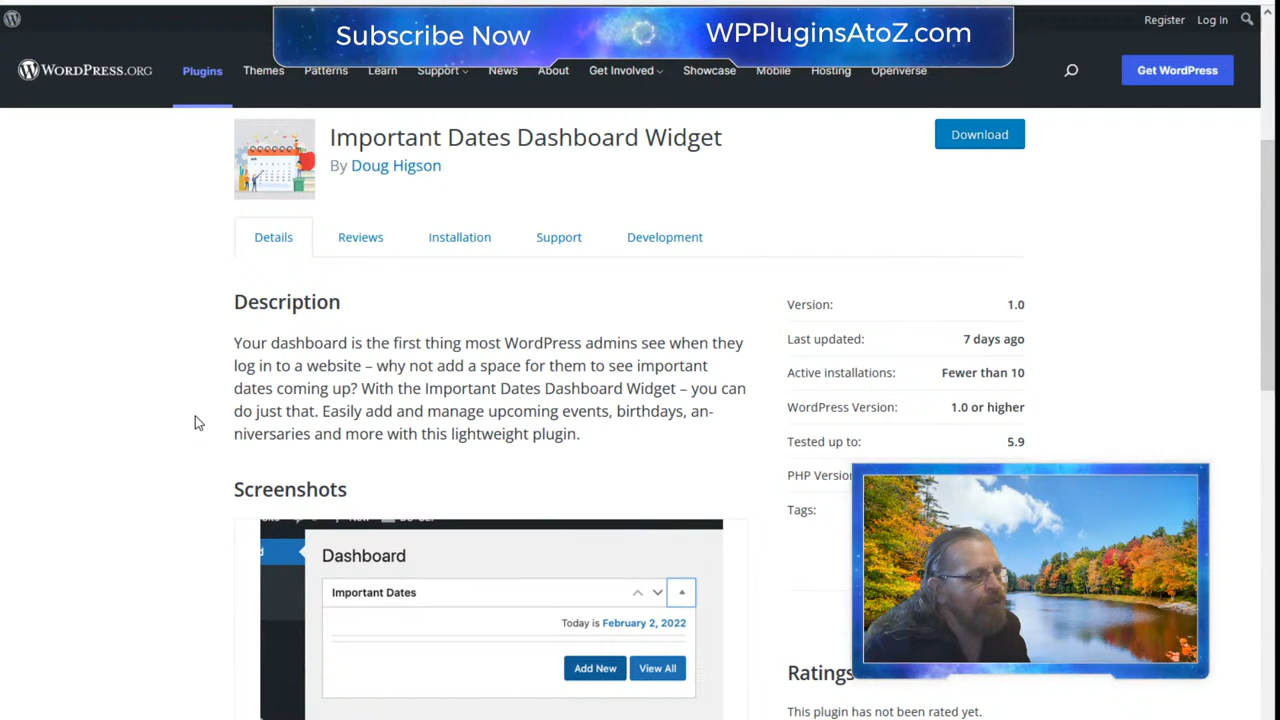 Subscribe Now
WPPluginsAtoZ.com
Register
Log In
WORDPRESS.ORG
Plugins
Themes
Patterns
Learn
Support
News
About
Get Involved
Showcase
Mobile
Hosting
Openverse
Get WordPress
Important Dates Dashboard Widget
By Doug Higson
Download
Details
Reviews
Installation
Support
Development
Description
Your dashboard is the first thing most WordPress admins see when they
log in to a website – why not add a space for them to see important
dates coming up? With the Important Dates Dashboard Widget – you can
do just that. Easily add and manage upcoming events, birthdays, an-
niversaries and more with this lightweight plugin.
Version: 1.0
Last updated: 7 days ago
Active installations: Fewer than 10
WordPress Version: 1.0 or higher
Tested up to: 5.9
PHP Versio
Tags:
Screenshots
Dashboard
Important Dates
Today is February 2, 2022
Add New
View All
Ratings
This plugin has not been rated yet.